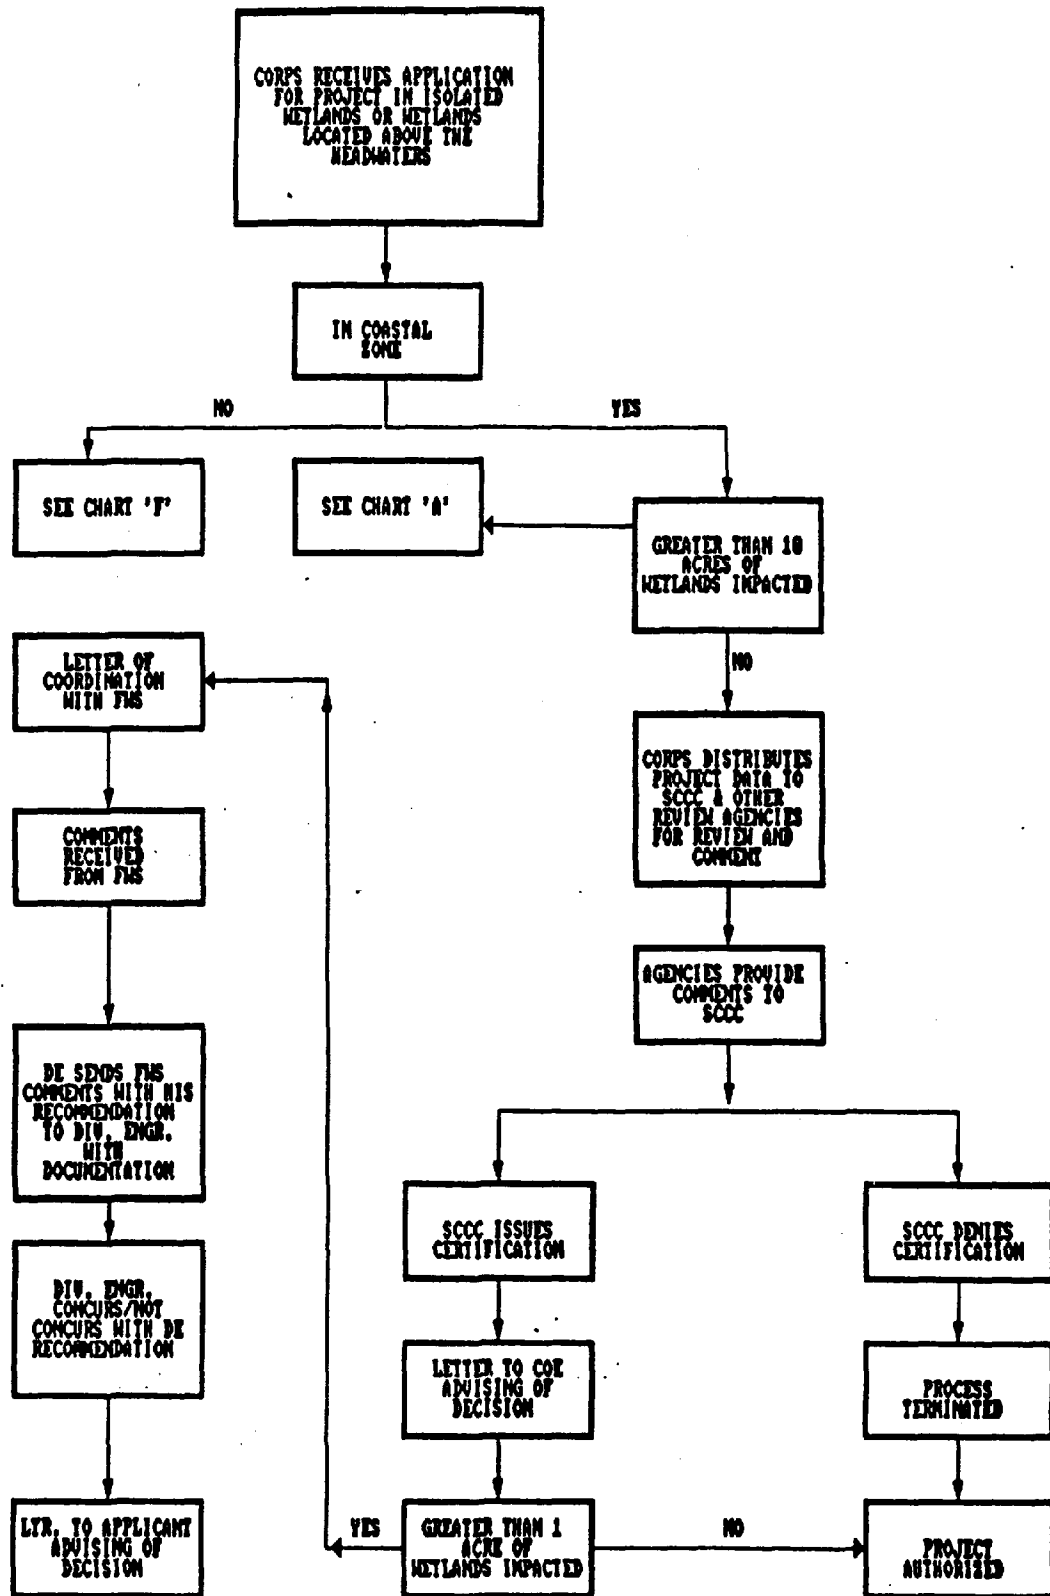 CORPS RECEIVES APPLICATION
FOR PROJECT IN ISOLATED
WETLANDS OR WETLANDS
LOCATED ABOVE THE
HEADWATERS
IN COASTAL
ZONE
NO
YES
SEE CHART 'F'
SEE CHART 'A'
GREATER THAN 10
ACRES OF
WETLANDS IMPACTED
NO
LETTER OF
COORDINATION
WITH FWS
CORPS DISTRIBUTES
PROJECT DATA TO
SCCC & OTHER
REVIEW AGENCIES
FOR REVIEW AND
COMMENT
COMMENTS
RECEIVED
FROM FWS
AGENCIES PROVIDE
COMMENTS TO
SCCC
DE SENDS FWS
COMMENTS WITH HIS
RECOMMENDATION
TO DIV. ENGR.
WITH
DOCUMENTATION
SCCC ISSUES
CERTIFICATION
SCCC DENIES
CERTIFICATION
DIV. ENGR.
CONCURS/NOT
CONCURS WITH DE
RECOMMENDATION
LETTER TO COE
ADVISING OF
DECISION
PROCESS
TERMINATED
LTR. TO APPLICANT
ADVISING OF
DECISION
YES
GREATER THAN 1
ACRE OF
WETLANDS IMPACTED
NO
PROJECT
AUTHORIZED